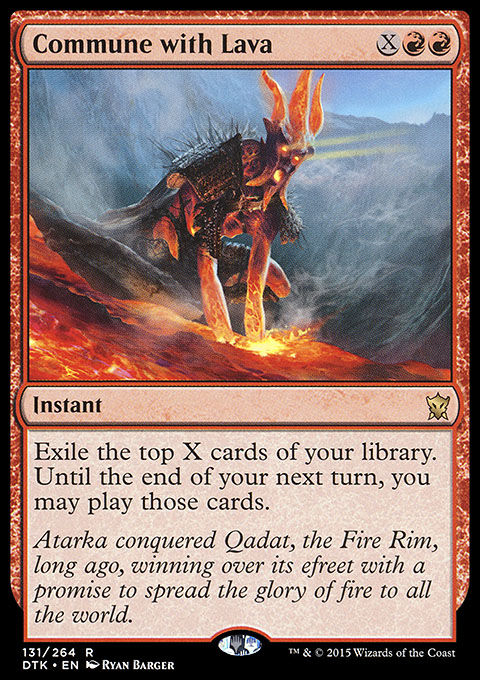 Commune with Lava X
Instant
Exile the top X cards of your library.
Until the end of your next turn, you
may play those cards.
Atarka conquered Qadat, the Fire Rim,
long ago, winning over its efreet with a
promise to spread the glory of fire to all
the world.
131/264 R
DTK • EN Ryan Barger
™ & © 2015 Wizards of the Coast